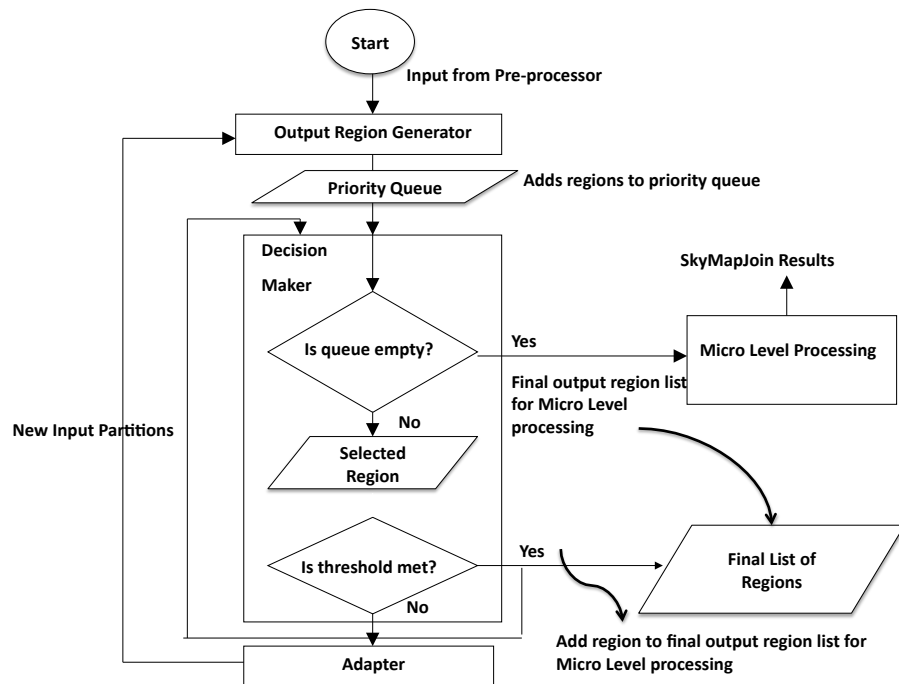 Start
Input from Pre-processor
Output Region Generator
Priority Queue
Adds regions to priority queue
Decision
Maker
SkyMapJoin Results
Is queue empty?
Yes
Micro Level Processing
Final output region list
for Micro Level
processing
No
New Input Partitions
Selected
Region
Is threshold met?
Yes
Final List of
Regions
No
Add region to final output region list for
Micro Level processing
Adapter